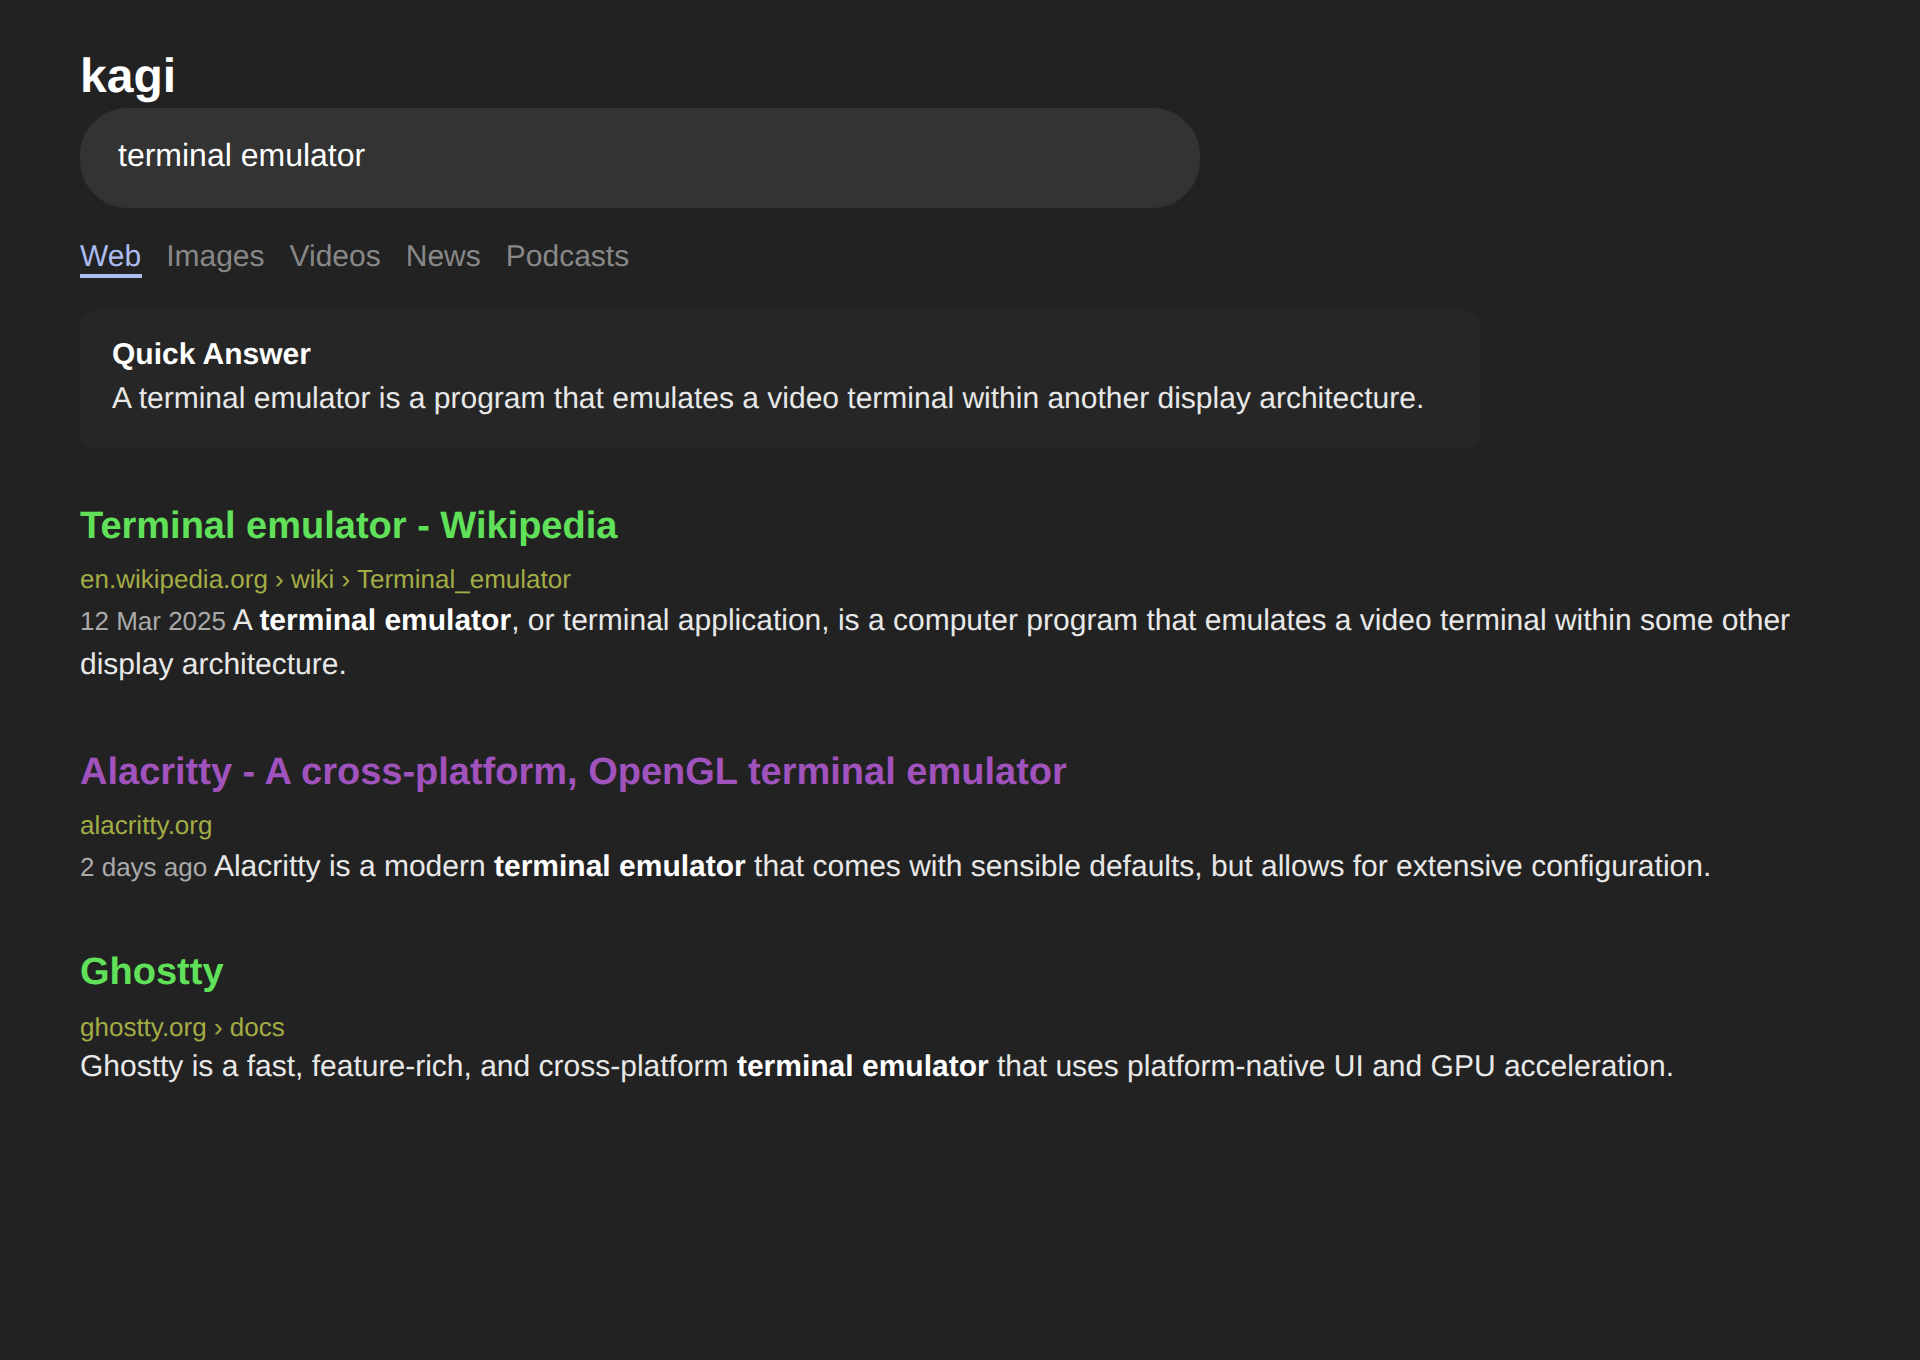 kagi
terminal emulator
Web Images Videos News Podcasts
Quick Answer
A terminal emulator is a program that emulates a video terminal within another display architecture.
Terminal emulator - Wikipedia
en.wikipedia.org › wiki › Terminal_emulator
12 Mar 2025 A terminal emulator, or terminal application, is a computer program that emulates a video terminal within some other
display architecture.
Alacritty - A cross-platform, OpenGL terminal emulator
alacritty.org
2 days ago Alacritty is a modern terminal emulator that comes with sensible defaults, but allows for extensive configuration.
Ghostty
ghostty.org › docs
Ghostty is a fast, feature-rich, and cross-platform terminal emulator that uses platform-native UI and GPU acceleration.